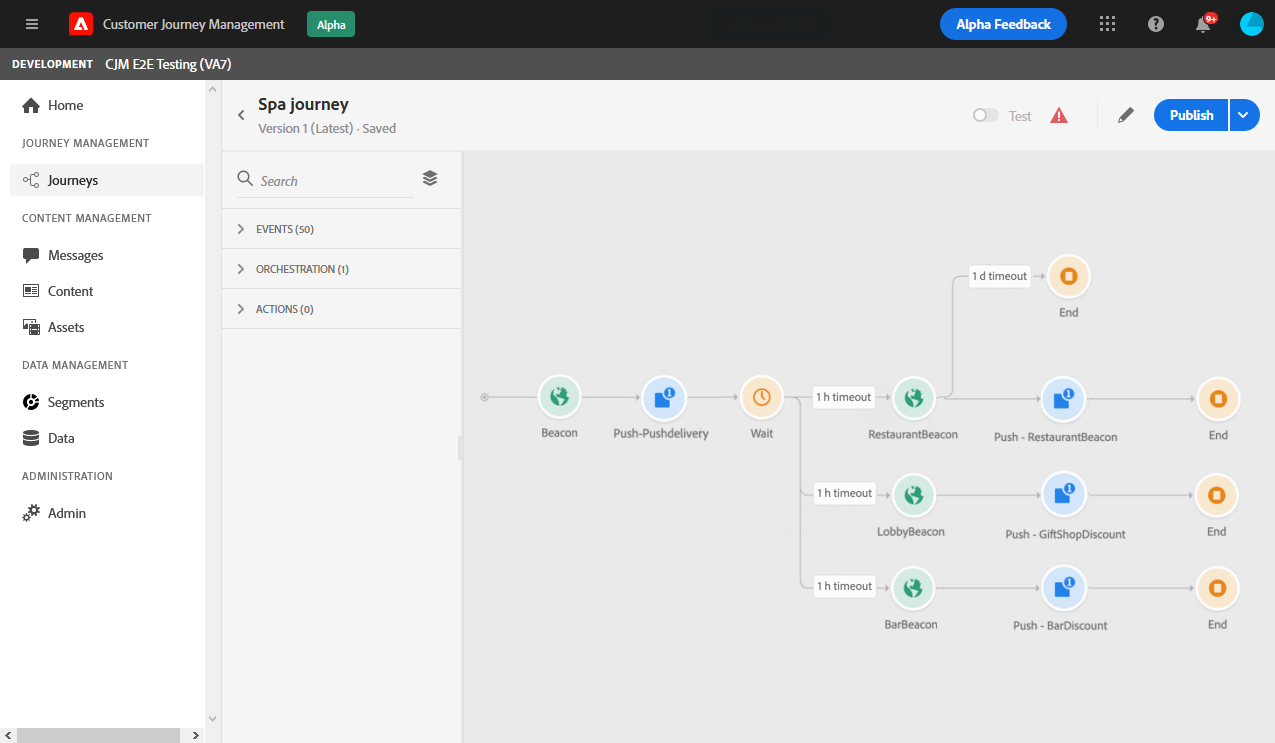 Customer Journey Management
Alpha
Alpha Feedback
9+
DEVELOPMENT CJM E2E Testing (VA7)
Home
JOURNEY MANAGEMENT
Journeys
CONTENT MANAGEMENT
Messages
Content
Assets
DATA MANAGEMENT
Segments
Data
ADMINISTRATION
Admin
Spa journey
Version 1 (Latest) · Saved
Test
Publish
Search
EVENTS (50)
ORCHESTRATION (1)
ACTIONS (0)
1 d timeout
End
1
1 h timeout
1
Beacon
Push-Pushdelivery
Wait
RestaurantBeacon
Push - RestaurantBeacon
End
1 h timeout
1
LobbyBeacon
Push - GiftShopDiscount
End
1 h timeout
1
BarBeacon
Push - BarDiscount
End